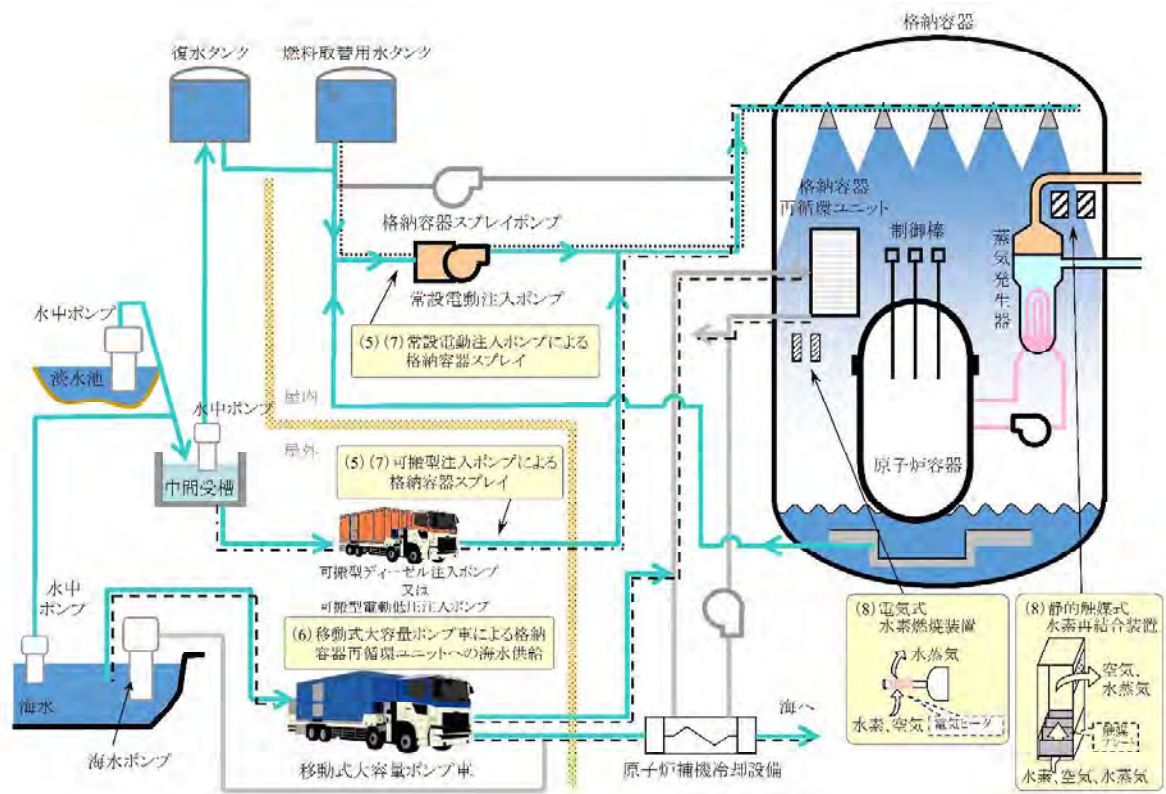 格納容器
復水タンク
燃料取替用水タンク
格納容器スプレイポンプ
格納容器
再循環ユニット
制御棒
蒸気発生器
常設電動注入ポンプ
水中ポンプ
(5)(7)常設電動注入ポンプによる
格納容器スプレイ
淡水池
水中ポンプ
屋内
屋外
中間受槽
(5)(7)可搬型注入ポンプによる
格納容器スプレイ
原子炉容器
可搬型ディーゼル注入ポンプ
又は
可搬型電動低圧注入ポンプ
水中
ポンプ
(6)移動式大容量ポンプ車による格納
容器再循環ユニットへの海水供給
海水
海水ポンプ
移動式大容量ポンプ車
原子炉補機冷却設備
海へ
(8)電気式
水素燃焼装置
水蒸気
水素、空気
電気ヒータ
(8)静的触媒式
水素再結合装置
空気、
水蒸気
触媒
プレート
水素、空気、水蒸気